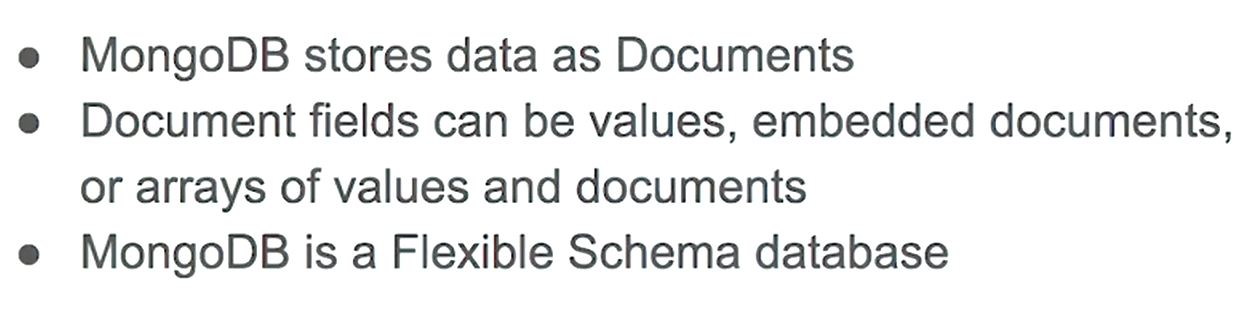 ● MongoDB stores data as Documents
● Document fields can be values, embedded documents,
or arrays of values and documents
● MongoDB is a Flexible Schema database